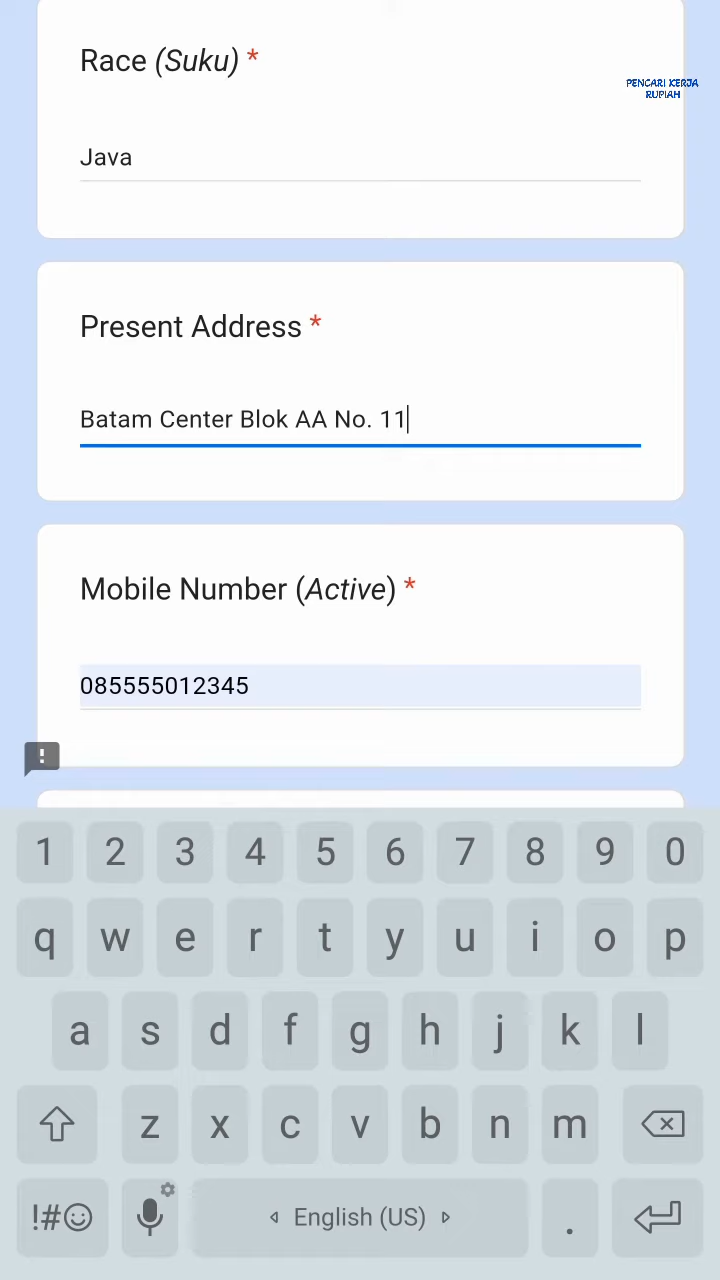 Race (Suku) *
PENCARI KERJA
RUPIAH
Java
Present Address *
Batam Center Blok AA No. 11
Mobile Number (Active) *
085555012345
!
1 2 3 4 5 6 7 8 9 0
q w e r t y u i o p
a s d f g h j k l
z x c v b n m
!#☺ English (US) .